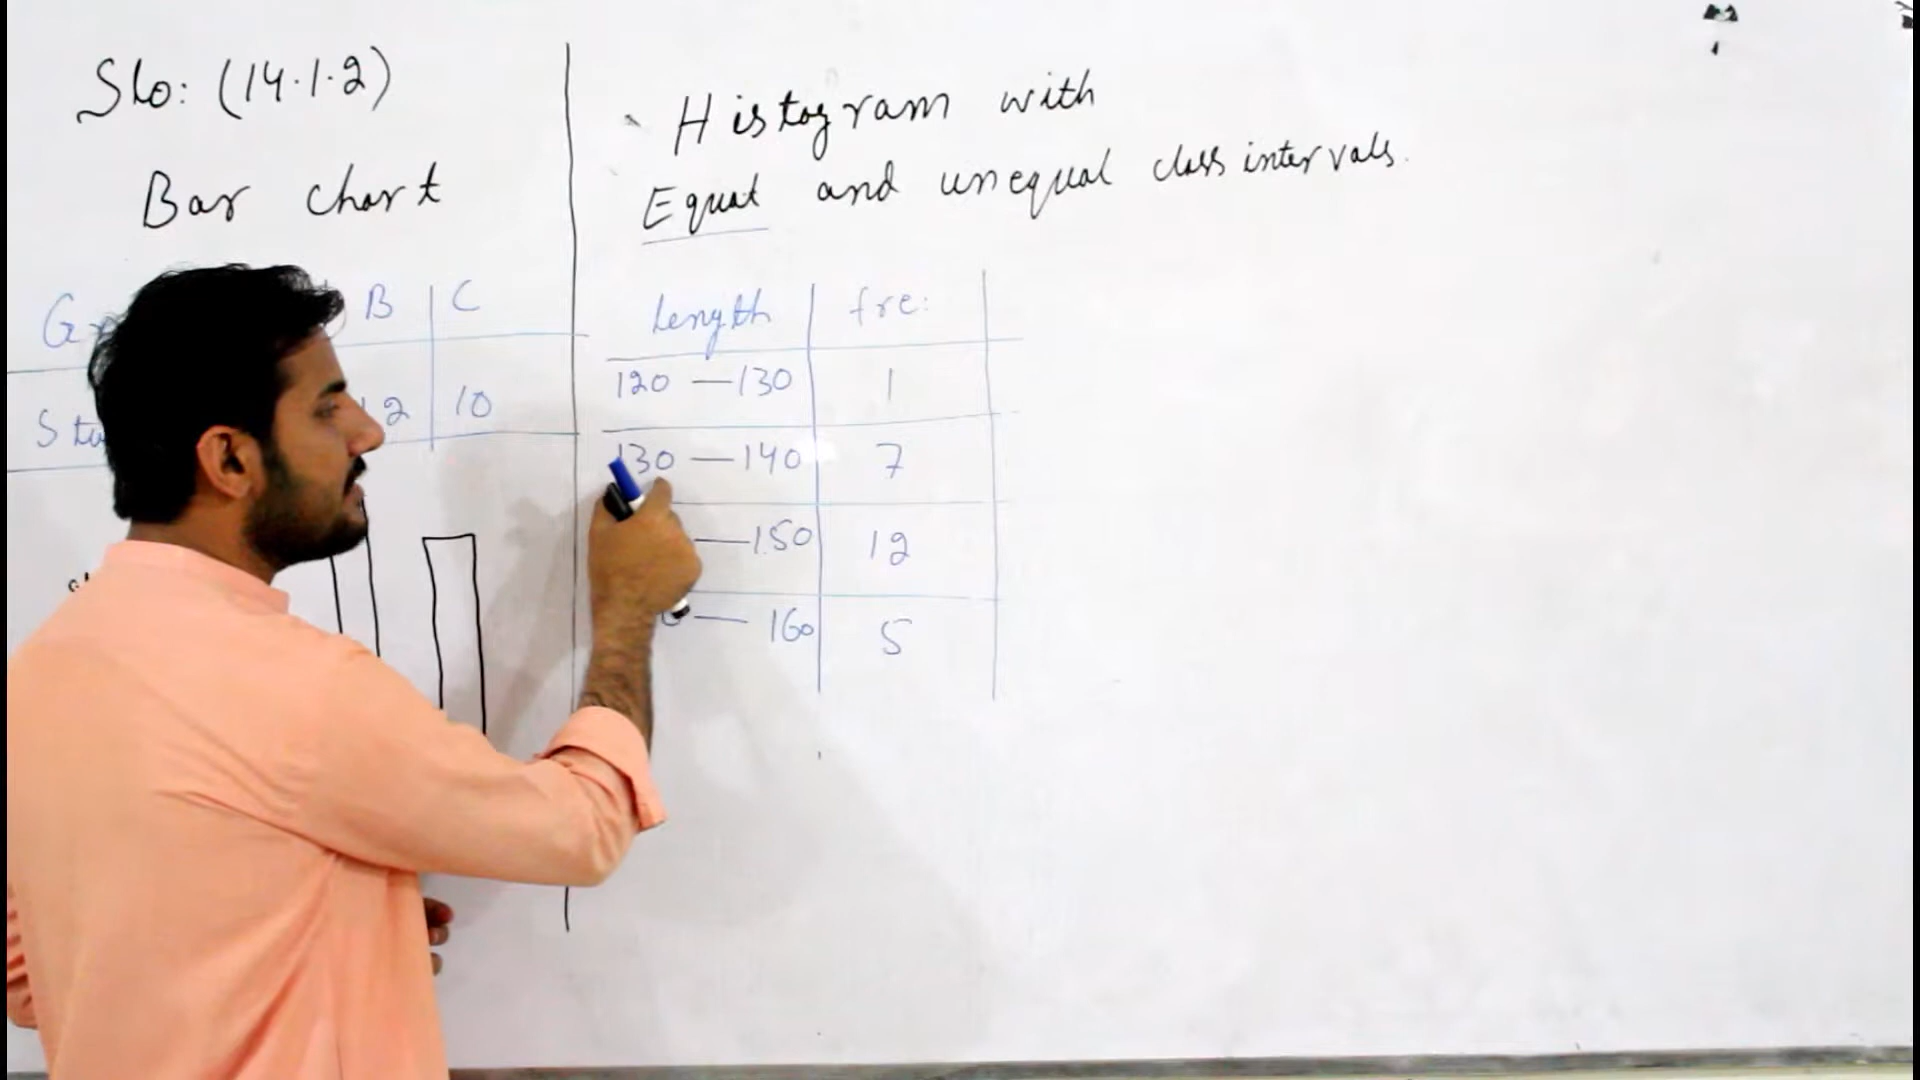 Slo: (14.1.2)
Bar chart
B C
10
Histogram with
Equal and unequal class intervals.
length fre:
120 — 130 1
130 — 140 7
— 150 12
— 160 5